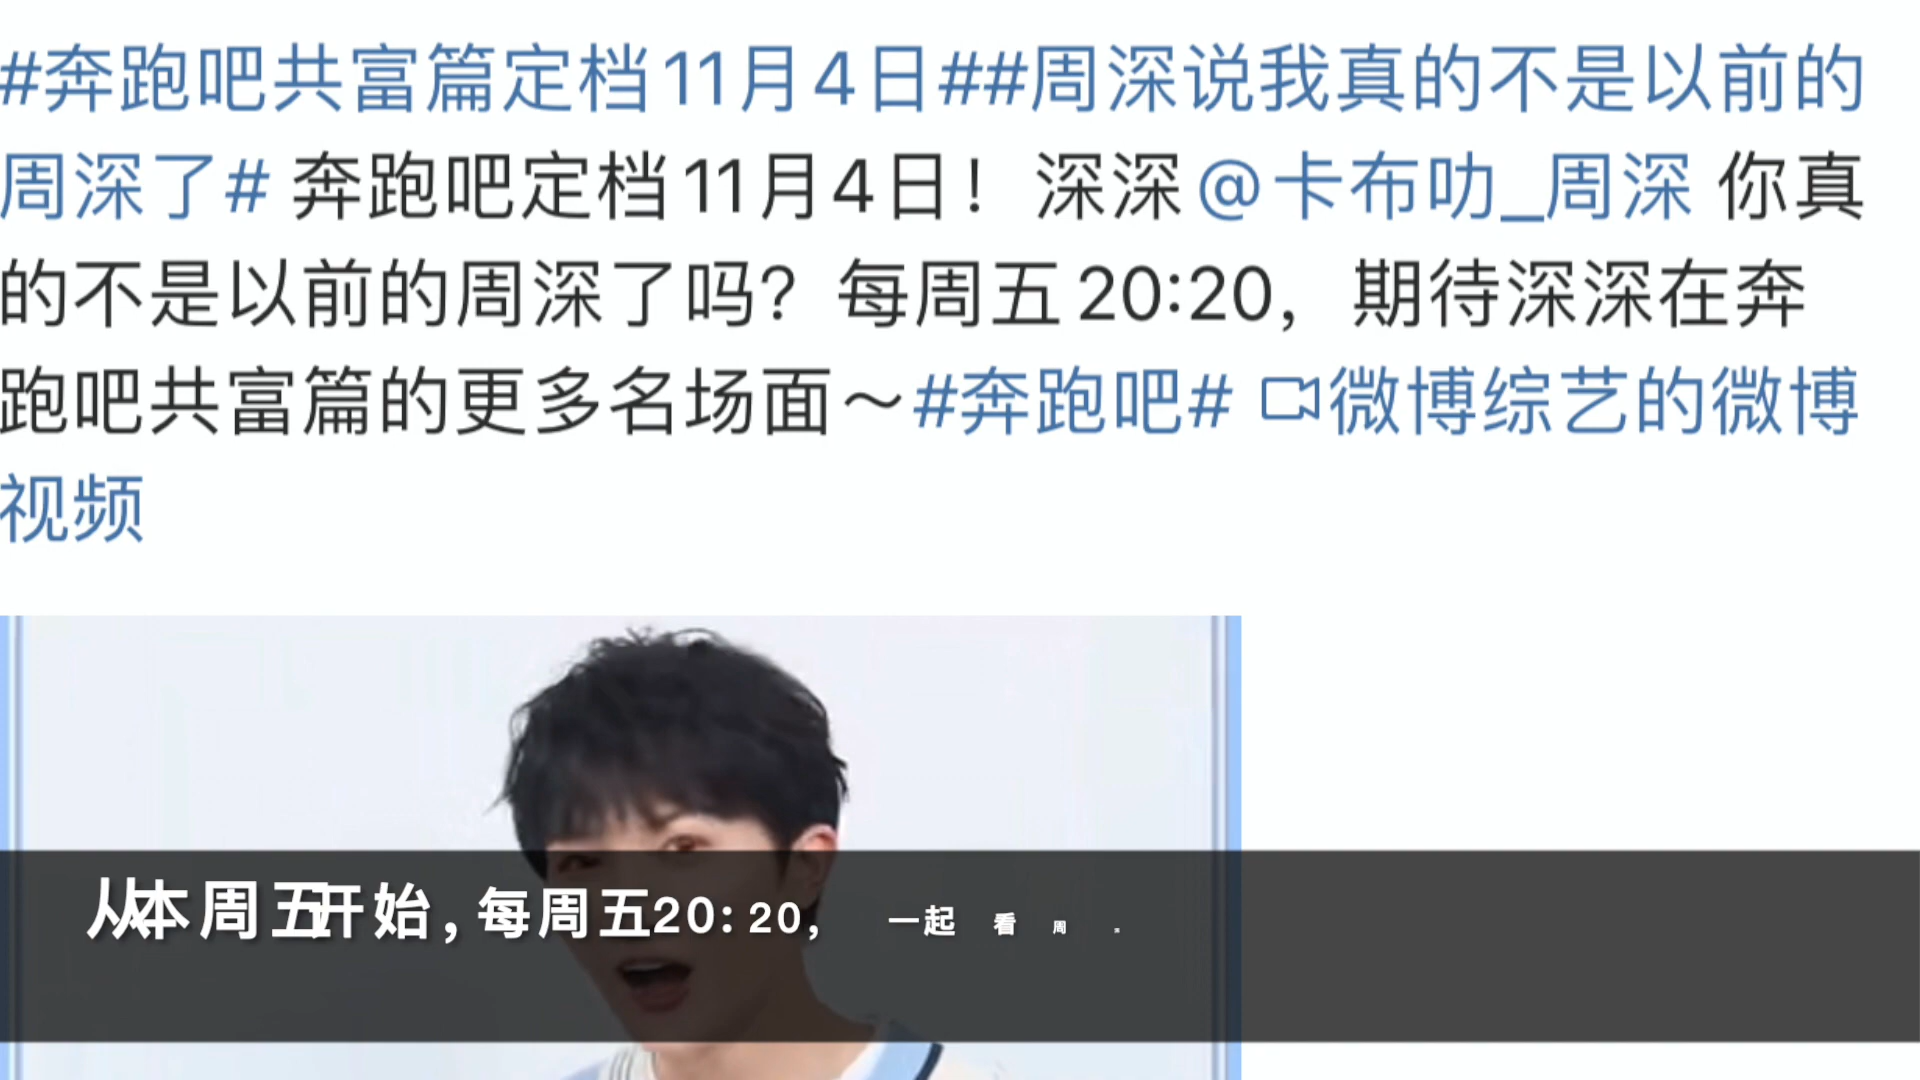 #奔跑吧共富篇定档11月4日##周深说我真的不是以前的
周深了# 奔跑吧定档11月4日！深深@卡布叻_周深 你真
的不是以前的周深了吗？每周五20:20，期待深深在奔
跑吧共富篇的更多名场面～#奔跑吧# 微博综艺的微博
视频
从本周五开始,每周五20:20,一起看周